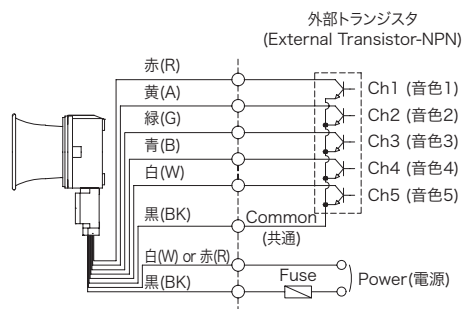 外部トランジスタ
(External Transistor-NPN)
赤(R)
Ch1 (音色1)
黄(A)
Ch2 (音色2)
緑(G)
Ch3 (音色3)
青(B)
Ch4 (音色4)
白(W)
Ch5 (音色5)
黒(BK)
Common
(共通)
白(W) or 赤(R)
Fuse
Power(電源)
黒(BK)